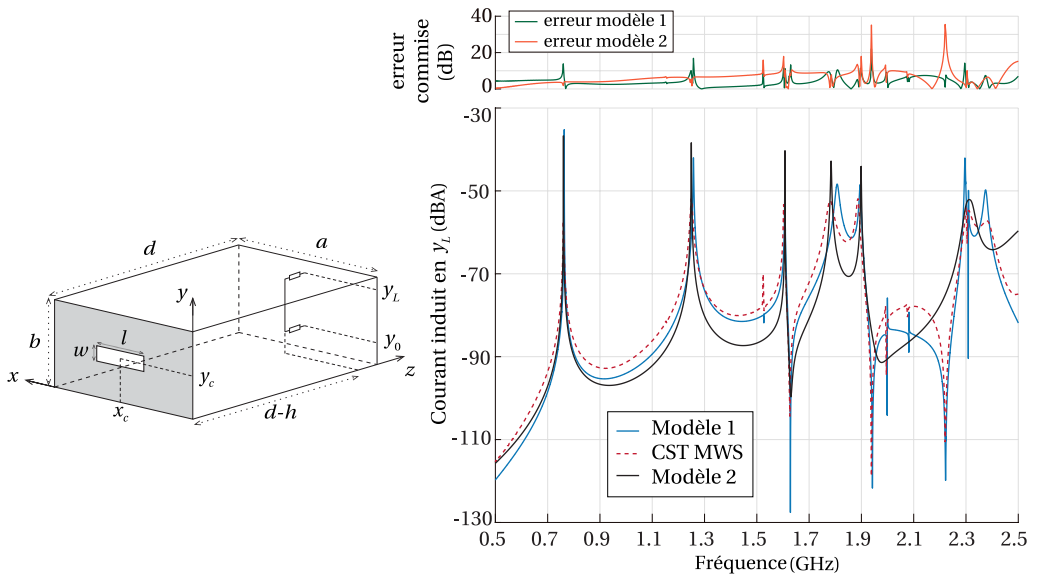 d
a
b
w
l
y
y_L
y_0
y_c
x
x_c
z
d-h
erreur
commise
(dB)
40
20
0
erreur modèle 1
erreur modèle 2
Courant induit en y_L (dBA)
-30
-50
-70
-90
-110
-130
Modèle 1
CST MWS
Modèle 2
0.5 0.7 0.9 1.1 1.3 1.5 1.7 1.9 2.1 2.3 2.5
Fréquence (GHz)